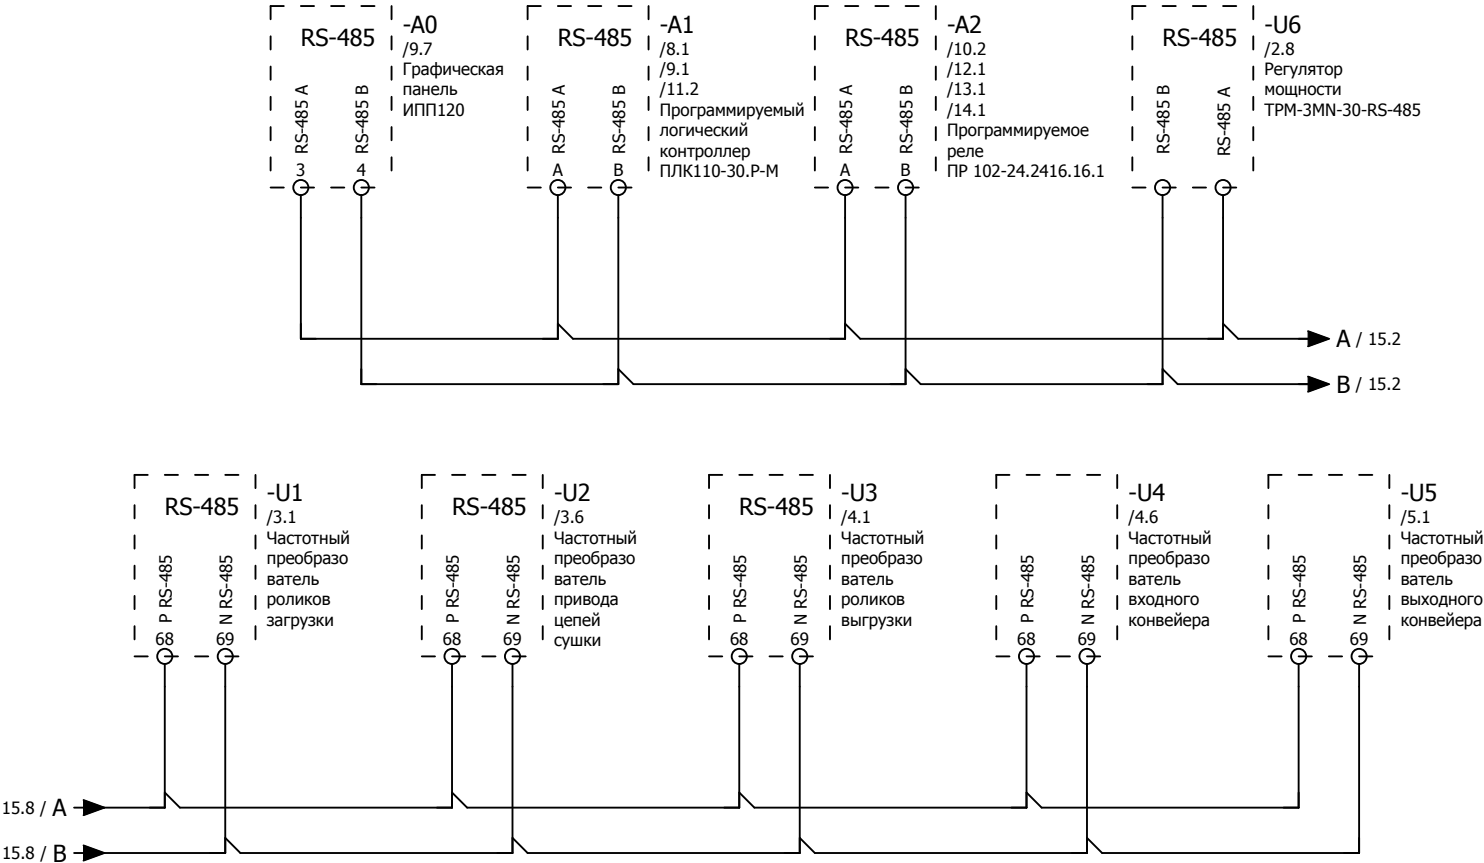 RS-485
-A0
/9.7
Графическая
панель
ИПП120
RS-485 A
RS-485 B
3
4
RS-485
-A1
/8.1
/9.1
/11.2
Программируемый
логический
контроллер
ПЛК110-30.Р-М
RS-485 A
RS-485 B
A
B
RS-485
-A2
/10.2
/12.1
/13.1
/14.1
Программируемое
реле
ПР 102-24.2416.16.1
RS-485 A
RS-485 B
A
B
RS-485
-U6
/2.8
Регулятор
мощности
ТРМ-3MN-30-RS-485
RS-485 B
RS-485 A
A / 15.2
B / 15.2
RS-485
-U1
/3.1
Частотный
преобразо
ватель
роликов
загрузки
P RS-485
N RS-485
68
69
RS-485
-U2
/3.6
Частотный
преобразо
ватель
привода
цепей
сушки
P RS-485
N RS-485
68
69
RS-485
-U3
/4.1
Частотный
преобразо
ватель
роликов
выгрузки
P RS-485
N RS-485
68
69
-U4
/4.6
Частотный
преобразо
ватель
входного
конвейера
P RS-485
N RS-485
68
69
-U5
/5.1
Частотный
преобразо
ватель
выходного
конвейера
P RS-485
N RS-485
68
69
15.8 / A
15.8 / B